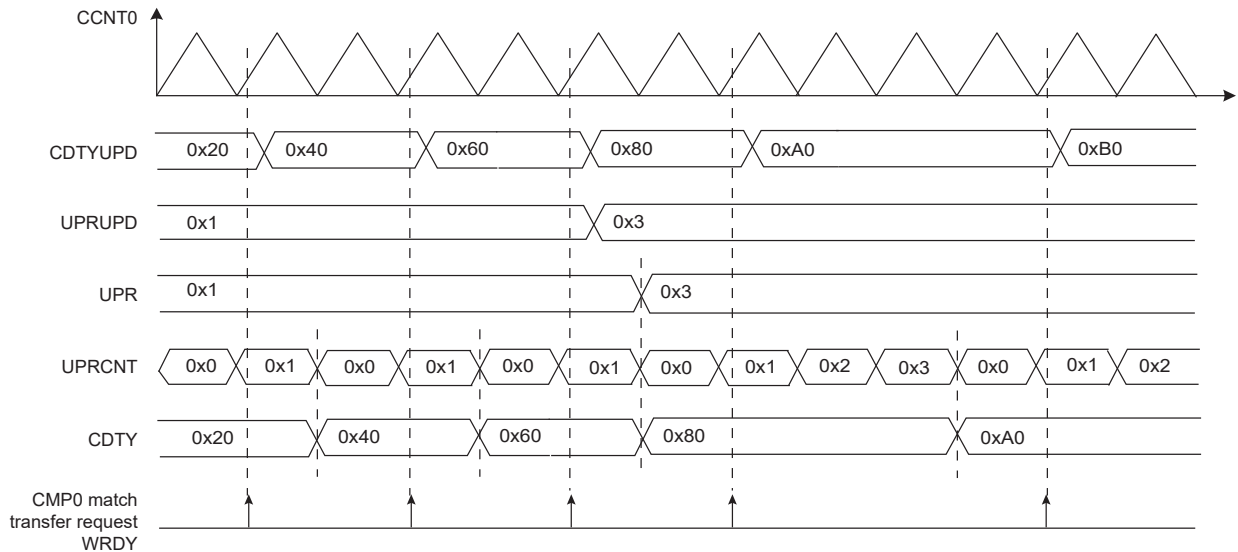 CCNT0
CDTYUPD 0x20 0x40 0x60 0x80 0xA0 0xB0
UPRUPD 0x1 0x3
UPR 0x1 0x3
UPRCNT 0x0 0x1 0x0 0x1 0x0 0x1 0x0 0x1 0x2 0x3 0x0 0x1 0x2
CDTY 0x20 0x40 0x60 0x80 0xA0
CMP0 match
transfer request
WRDY